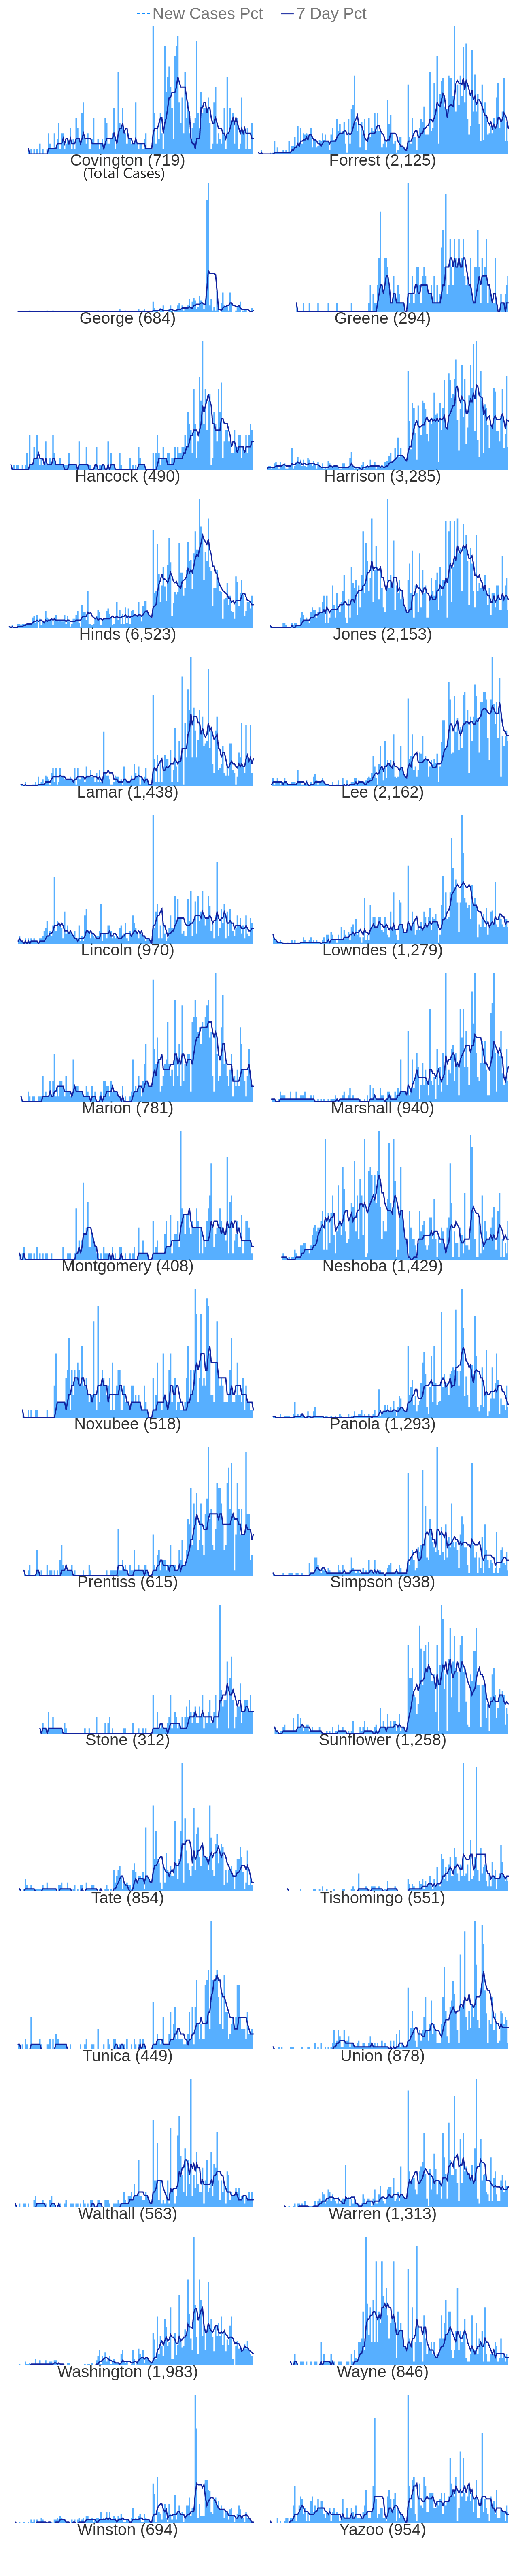 New Cases Pct 7 Day Pct
Covington (719) Forrest (2,125)
(Total Cases)
George (684) Greene (294)
Hancock (490) Harrison (3,285)
Hinds (6,523) Jones (2,153)
Lamar (1,438) Lee (2,162)
Lincoln (970) Lowndes (1,279)
Marion (781) Marshall (940)
Montgomery (408) Neshoba (1,429)
Noxubee (518) Panola (1,293)
Prentiss (615) Simpson (938)
Stone (312) Sunflower (1,258)
Tate (854) Tishomingo (551)
Tunica (449) Union (878)
Walthall (563) Warren (1,313)
Washington (1,983) Wayne (846)
Winston (694) Yazoo (954)